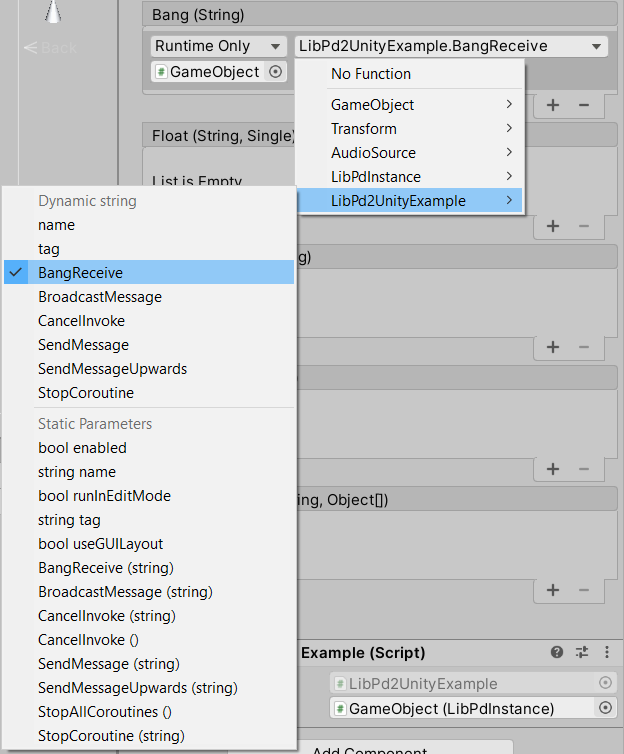 Bang (String)
Back
Runtime Only
LibPd2UnityExample.BangReceive
GameObject
No Function
GameObject
Transform
AudioSource
LibPdInstance
LibPd2UnityExample
Float (String, Single)
List is Empty
Dynamic string
name
tag
BangReceive
BroadcastMessage
CancelInvoke
SendMessage
SendMessageUpwards
StopCoroutine
Static Parameters
bool enabled
string name
bool runInEditMode
string tag
bool useGUILayout
BangReceive (string)
BroadcastMessage (string)
CancelInvoke (string)
CancelInvoke ()
SendMessage (string)
SendMessageUpwards (string)
StopAllCoroutines ()
StopCoroutine (string)
g)
)
ing, Object[])
Example (Script)
LibPd2UnityExample
GameObject (LibPdInstance)
Add Component